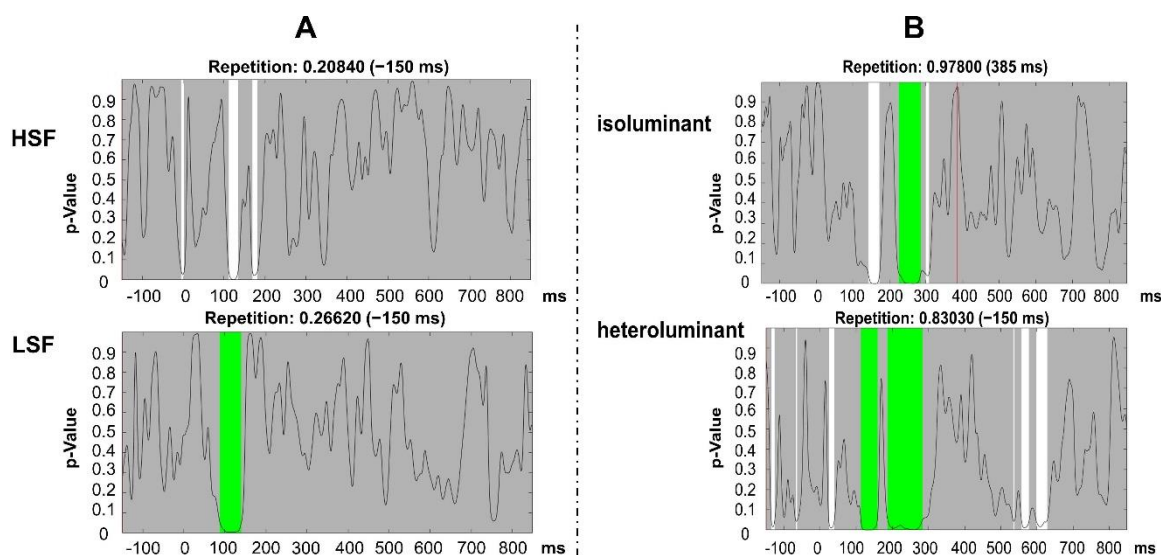 A
B
Repetition: 0.20840 (−150 ms)
HSF
p-Value
0.9
0.8
0.7
0.6
0.5
0.4
0.3
0.2
0.1
0
-100 0 100 200 300 400 500 600 700 800 ms
Repetition: 0.26620 (−150 ms)
LSF
p-Value
0.9
0.8
0.7
0.6
0.5
0.4
0.3
0.2
0.1
0
-100 0 100 200 300 400 500 600 700 800 ms
Repetition: 0.97800 (385 ms)
isoluminant
p-Value
0.9
0.8
0.7
0.6
0.5
0.4
0.3
0.2
0.1
0
-100 0 100 200 300 400 500 600 700 800 ms
Repetition: 0.83030 (−150 ms)
heteroluminant
p-Value
0.9
0.8
0.7
0.6
0.5
0.4
0.3
0.2
0.1
0
-100 0 100 200 300 400 500 600 700 800 ms